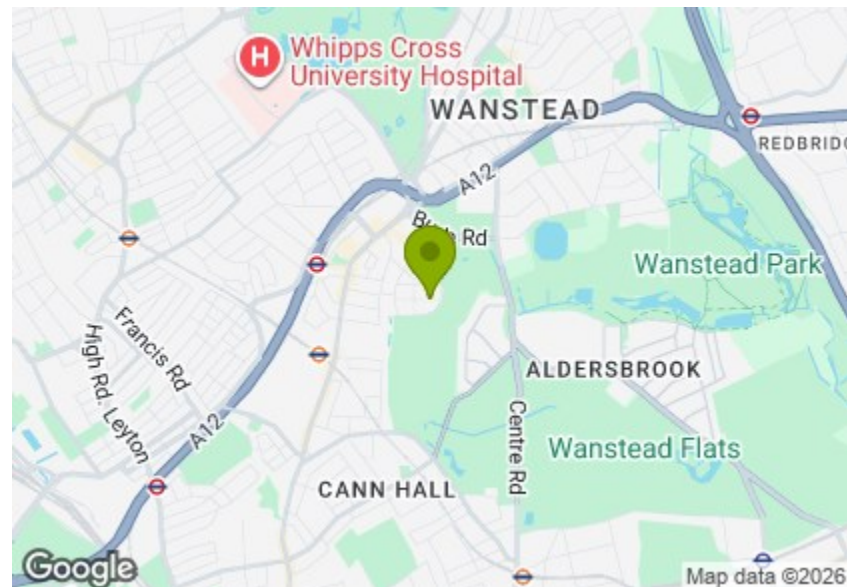 H
Whipps Cross
University Hospital
WANSTEAD
REDBRIDG
A12
Rd
Wanstead Park
Francis Rd
High Rd. Leyton
ALDERSBROOK
Centre Rd
A12
Wanstead Flats
CANN HALL
Google
Map data ©2026